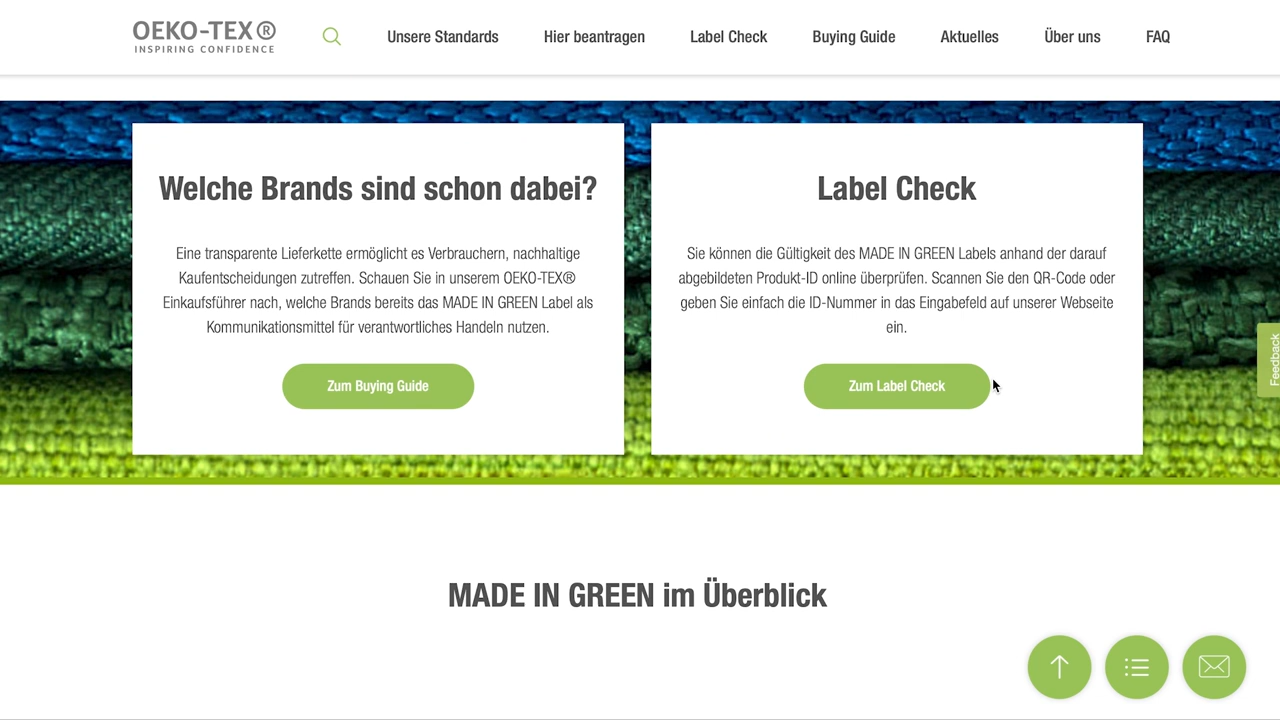 OEKO-TEX®
INSPIRING CONFIDENCE
Unsere Standards
Hier beantragen
Label Check
Buying Guide
Aktuelles
Über uns
FAQ
Welche Brands sind schon dabei?
Eine transparente Lieferkette ermöglicht es Verbrauchern, nachhaltige
Kaufentscheidungen zutreffen. Schauen Sie in unserem OEKO-TEX®
Einkaufsführer nach, welche Brands bereits das MADE IN GREEN Label als
Kommunikationsmittel für verantwortliches Handeln nutzen.
Zum Buying Guide
Label Check
Sie können die Gültigkeit des MADE IN GREEN Labels anhand der darauf
abgebildeten Produkt-ID online überprüfen. Scannen Sie den QR-Code oder
geben Sie einfach die ID-Nummer in das Eingabefeld auf unserer Webseite
ein.
Zum Label Check
Feedback
MADE IN GREEN im Überblick